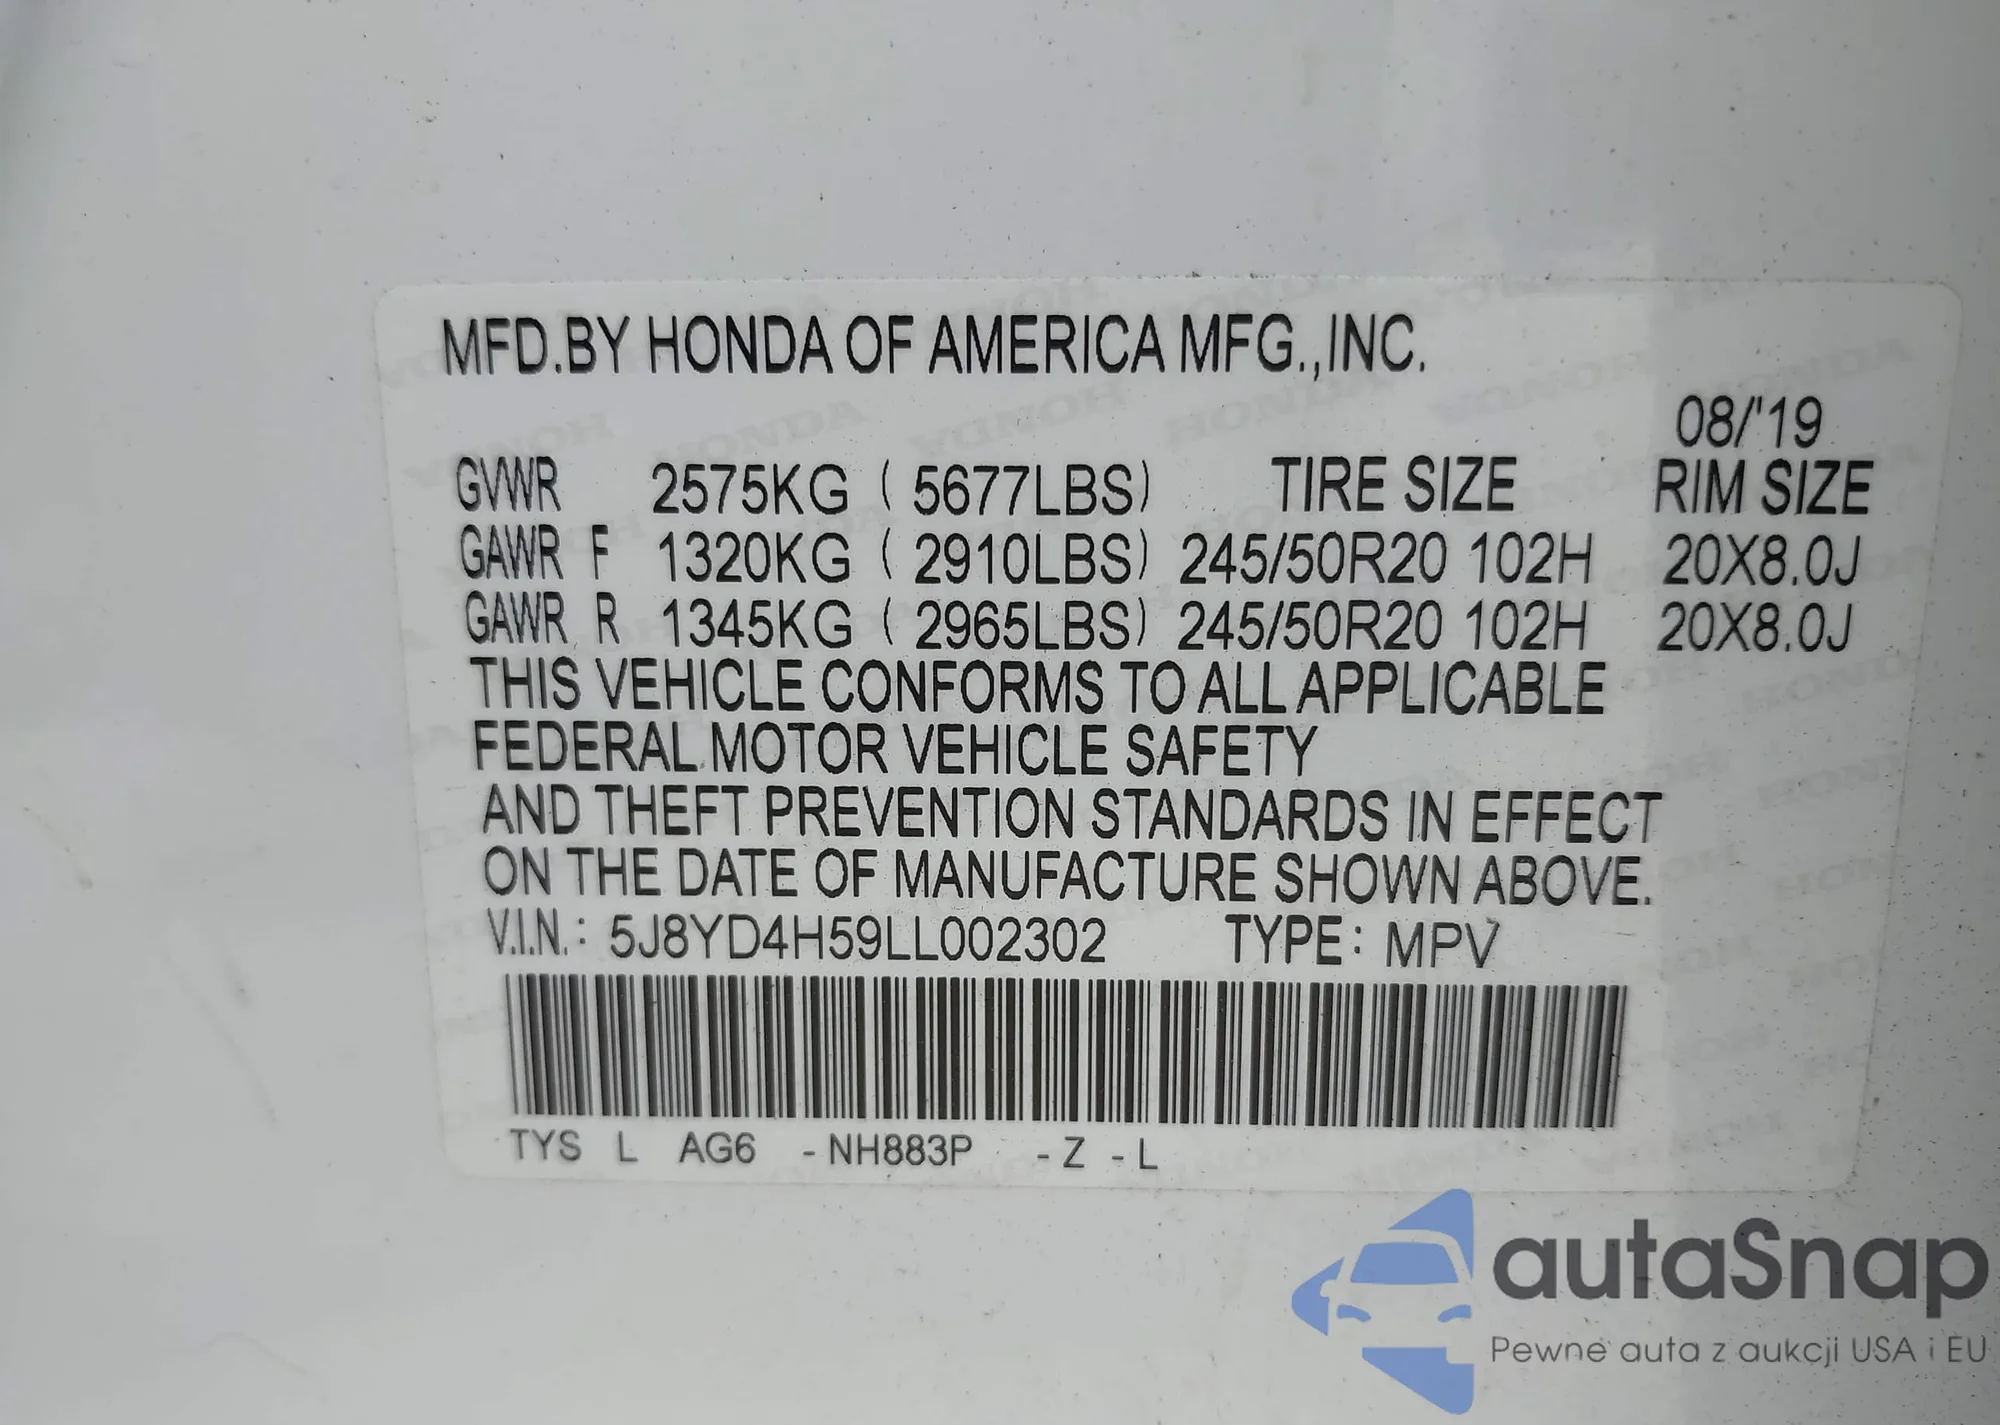 MFD.BY HONDA OF AMERICA MFG.,INC.
08/'19
GVWR 2575KG ( 5677LBS) TIRE SIZE RIM SIZE
GAWR F 1320KG ( 2910LBS) 245/50R20 102H 20X8.0J
GAWR R 1345KG ( 2965LBS) 245/50R20 102H 20X8.0J
THIS VEHICLE CONFORMS TO ALL APPLICABLE
FEDERAL MOTOR VEHICLE SAFETY
AND THEFT PREVENTION STANDARDS IN EFFECT
ON THE DATE OF MANUFACTURE SHOWN ABOVE.
V.I.N.: 5J8YD4H59LL002302 TYPE: MPV
TYS L AG6 -NH883P -Z -L
autaSnap
Pewne auta z aukcji USA i EU